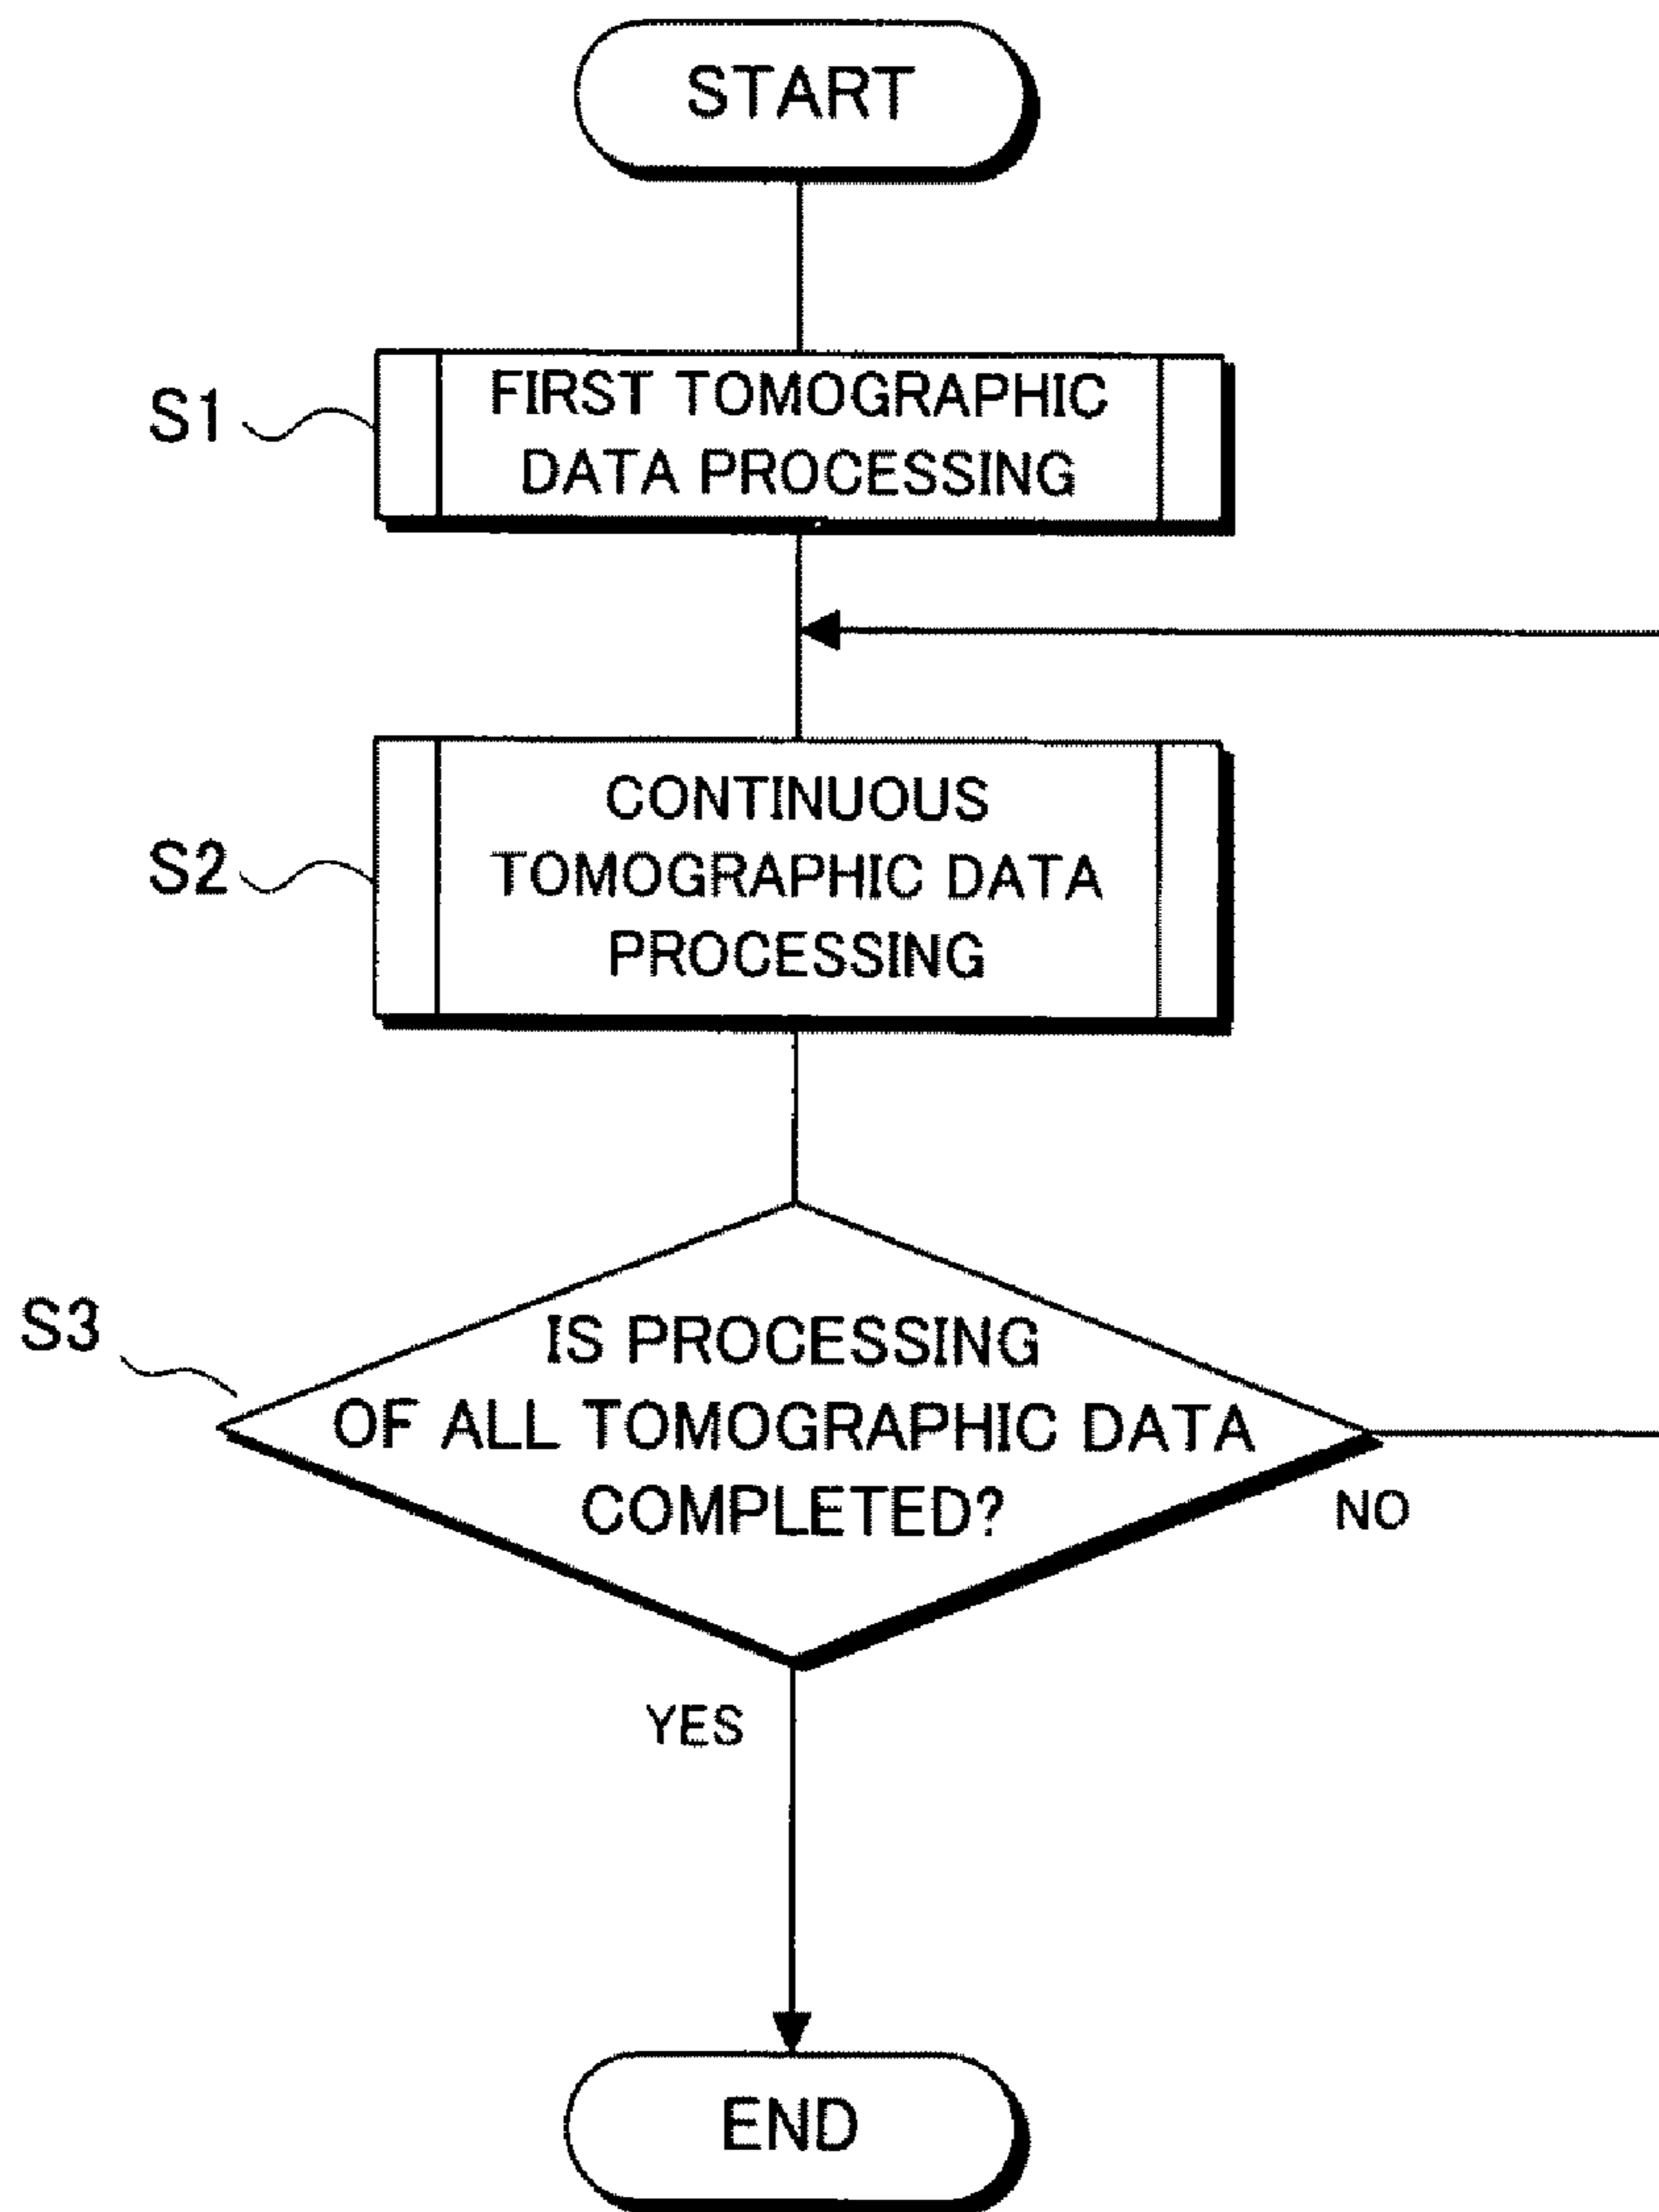 START
S1
FIRST TOMOGRAPHIC
DATA PROCESSING
S2
CONTINUOUS
TOMOGRAPHIC DATA
PROCESSING
S3
IS PROCESSING
OF ALL TOMOGRAPHIC DATA
COMPLETED?
NO
YES
END